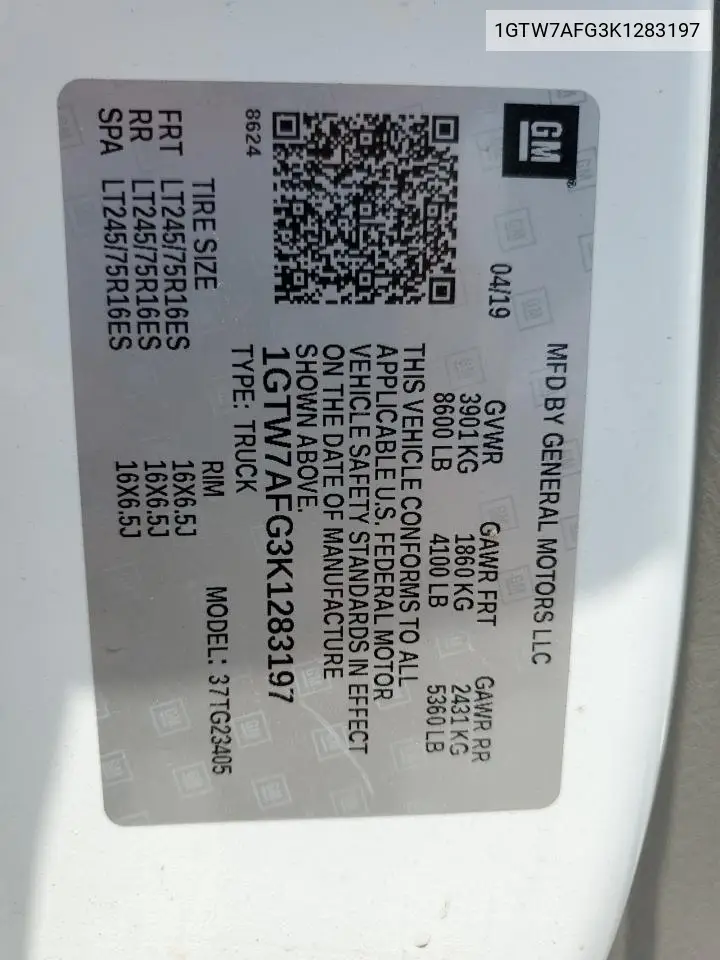 1GTW7AFG3K1283197
GM
MFD BY GENERAL MOTORS LLC
04/19
GVWR GAWR FRT GAWR RR
3901 KG 1860 KG 2431 KG
8600 LB 4100 LB 5360 LB
THIS VEHICLE CONFORMS TO ALL
APPLICABLE U.S. FEDERAL MOTOR
VEHICLE SAFETY STANDARDS IN EFFECT
ON THE DATE OF MANUFACTURE
SHOWN ABOVE.
1GTW7AFG3K1283197
8624
TYPE: TRUCK MODEL: 37TG23405
TIRE SIZE RIM
FRT LT245/75R16ES 16X6.5J
RR LT245/75R16ES 16X6.5J
SPA LT245/75R16ES 16X6.5J